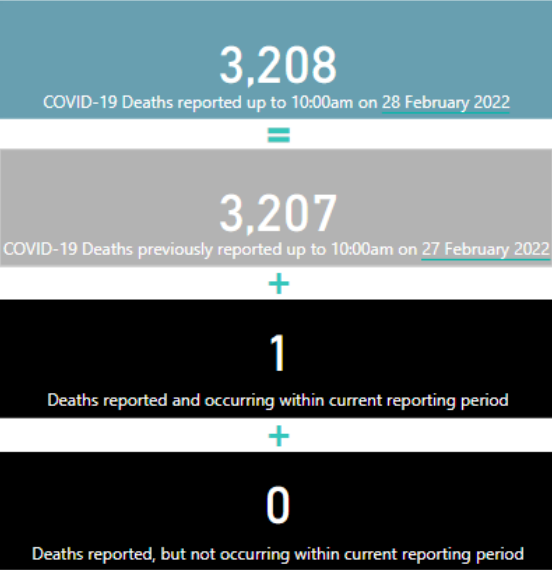 3,208
COVID-19 Deaths reported up to 10:00am on 28 February 2022
=
3,207
COVID-19 Deaths previously reported up to 10:00am on 27 February 2022
+
1
Deaths reported and occurring within current reporting period
+
0
Deaths reported, but not occurring within current reporting period